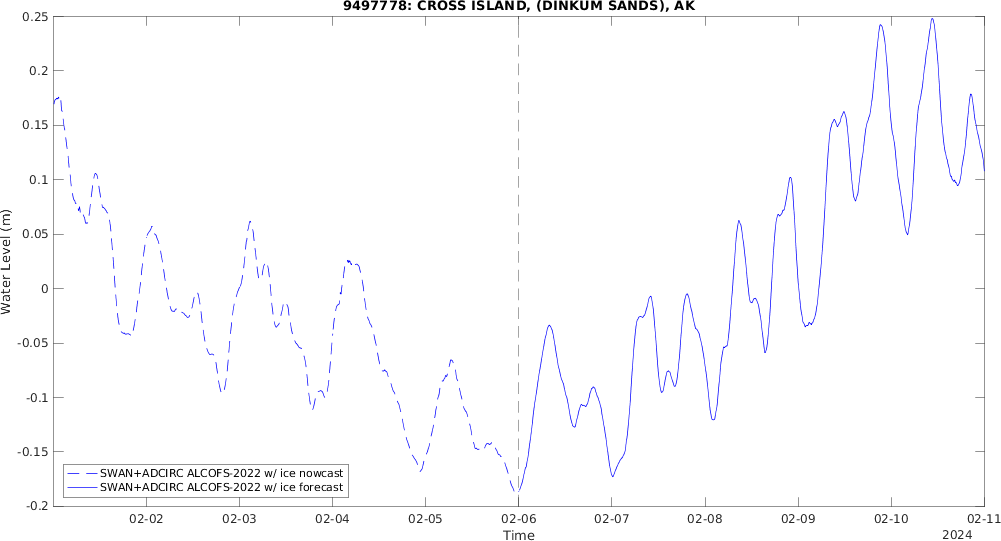 9497778: CROSS ISLAND, (DINKUM SANDS), AK
Water Level (m)
0.25
0.2
0.15
0.1
0.05
0
-0.05
-0.1
-0.15
-0.2
SWAN+ADCIRC ALCOFS-2022 w/ ice nowcast
SWAN+ADCIRC ALCOFS-2022 w/ ice forecast
02-02 02-03 02-04 02-05 02-06 02-07 02-08 02-09 02-10 02-11
Time
2024